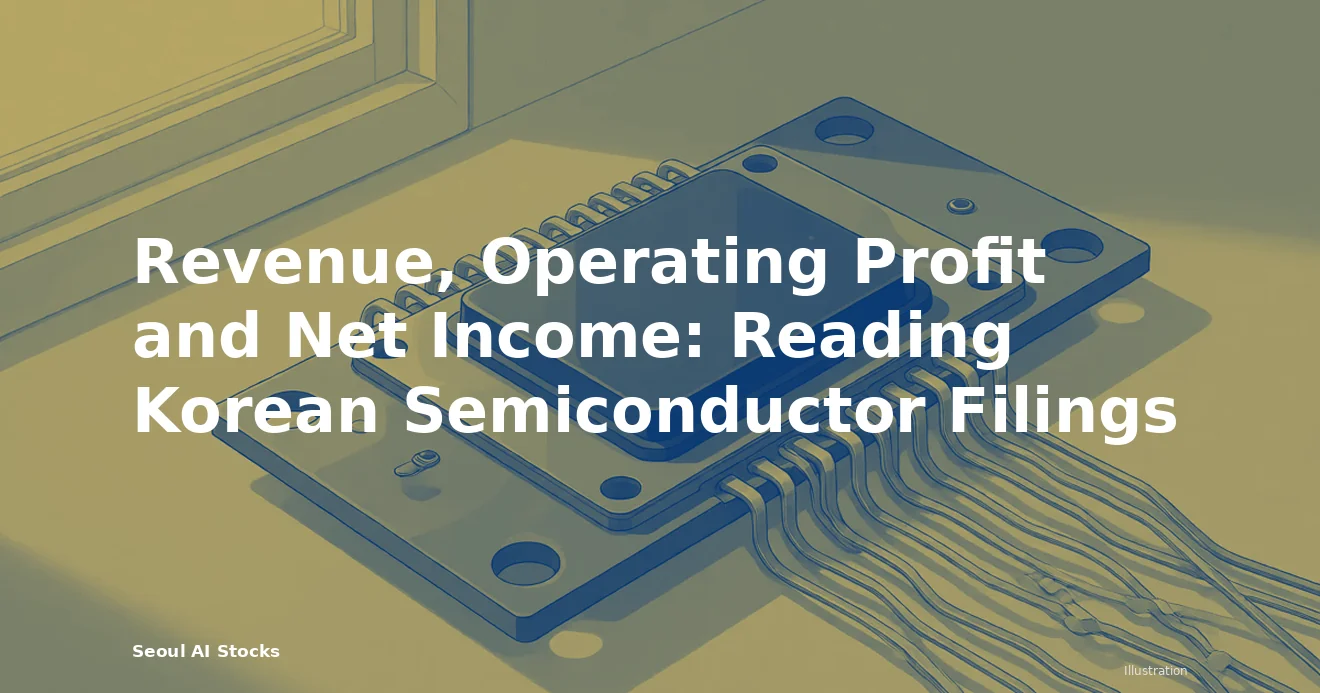 Revenue, Operating Profit
and Net Income: Reading
Korean Semiconductor Filings
Seoul AI Stocks
Illustration